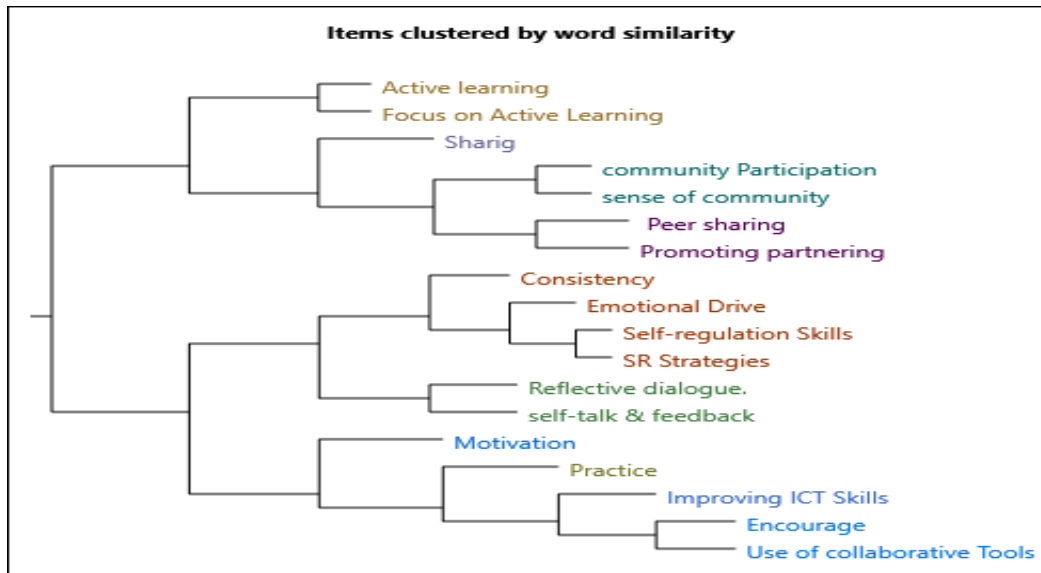 Items clustered by word similarity
Active learning
Focus on Active Learning
Sharig
community Participation
sense of community
Peer sharing
Promoting partnering
Consistency
Emotional Drive
Self-regulation Skills
SR Strategies
Reflective dialogue.
self-talk & feedback
Motivation
Practice
Improving ICT Skills
Encourage
Use of collaborative Tools